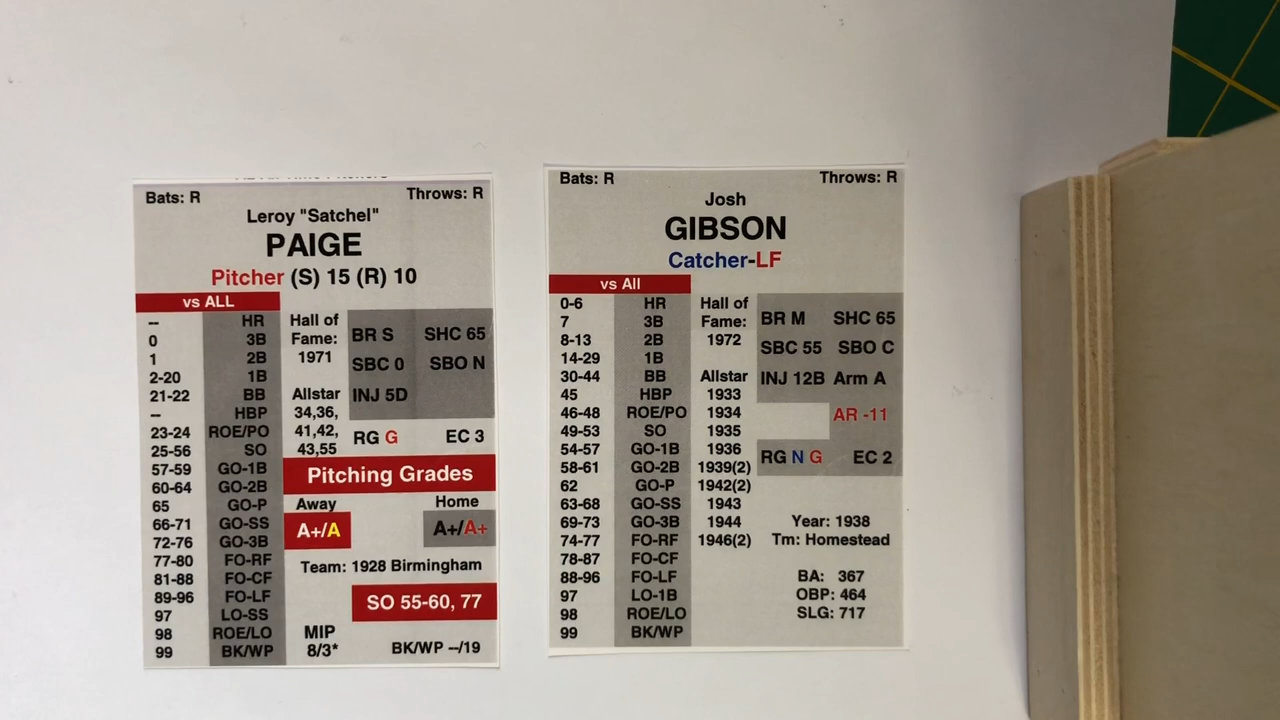 Bats: R Throws: R
Leroy "Satchel"
PAIGE
Pitcher (S) 15 (R) 10
vs ALL
-- HR
0 3B
1 2B
2-20 1B
21-22 BB
-- HBP
23-24 ROE/PO
25-56 SO
57-59 GO-1B
60-64 GO-2B
65 GO-P
66-71 GO-SS
72-76 GO-3B
77-80 FO-RF
81-88 FO-CF
89-96 FO-LF
97 LO-SS
98 ROE/LO
99 BK/WP
Hall of
Fame:
1971
Allstar
34,36,
41,42,
43,55
BR S SHC 65
SBC 0 SBO N
INJ 5D
RG G EC 3
Pitching Grades
Away Home
A+/A A+/A+
Team: 1928 Birmingham
SO 55-60, 77
MIP
8/3* BK/WP --/19
Bats: R Throws: R
Josh
GIBSON
Catcher-LF
vs All
0-6 HR
7 3B
8-13 2B
14-29 1B
30-44 BB
45 HBP
46-48 ROE/PO
49-53 SO
54-57 GO-1B
58-61 GO-2B
62 GO-P
63-68 GO-SS
69-73 GO-3B
74-77 FO-RF
78-87 FO-CF
88-96 FO-LF
97 LO-1B
98 ROE/LO
99 BK/WP
Hall of
Fame:
1972
Allstar
1933
1934
1935
1936
1939(2)
1942(2)
1943
1944
1946(2)
BR M SHC 65
SBC 55 SBO C
INJ 12B Arm A
AR -11
RG N G EC 2
Year: 1938
Tm: Homestead
BA: 367
OBP: 464
SLG: 717